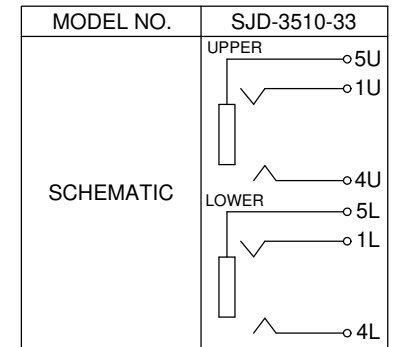 MODEL NO. SJD-3510-33
SCHEMATIC
UPPER
5U
1U
4U
LOWER
5L
1L
4L